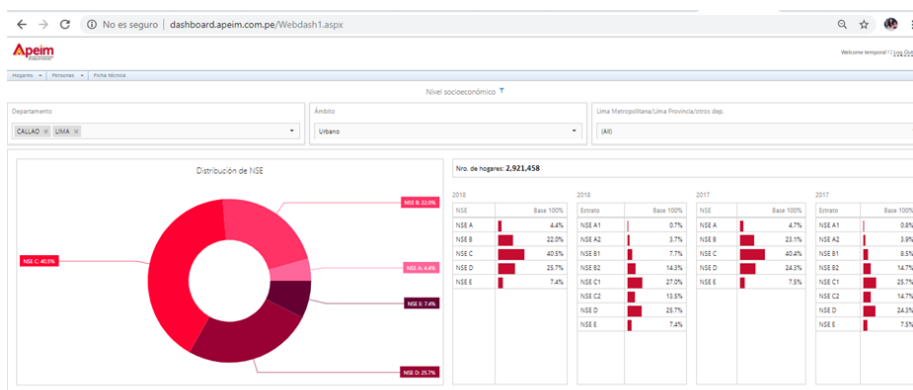 No es seguro | dashboard.apeim.com.pe/Webdash1.aspx
Apeim
Welcome temporal ! [ Log Out
Hogares Personas Ficha técnica
Nivel socioeconómico
Departamento
CALLAO × LIMA ×
Ámbito
Urbano
Lima Metropolitana/Lima Provincia/otros dep.
(All)
Distribución de NSE
NSE B: 22.0%
NSE C: 40.5%
NSE A: 4.4%
NSE E: 7.4%
NSE D: 25.7%
Nro. de hogares: 2,921,458
2018
NSE Base 100%
NSE A 4.4%
NSE B 22.0%
NSE C 40.5%
NSE D 25.7%
NSE E 7.4%
2018
Estrato Base 100%
NSE A1 0.7%
NSE A2 3.7%
NSE B1 7.7%
NSE B2 14.3%
NSE C1 27.0%
NSE C2 13.5%
NSE D 25.7%
NSE E 7.4%
2017
NSE Base 100%
NSE A 4.7%
NSE B 23.1%
NSE C 40.4%
NSE D 24.3%
NSE E 7.5%
2017
Estrato Base 100%
NSE A1 0.8%
NSE A2 3.9%
NSE B1 8.5%
NSE B2 14.7%
NSE C1 25.7%
NSE C2 14.7%
NSE D 24.3%
NSE E 7.5%